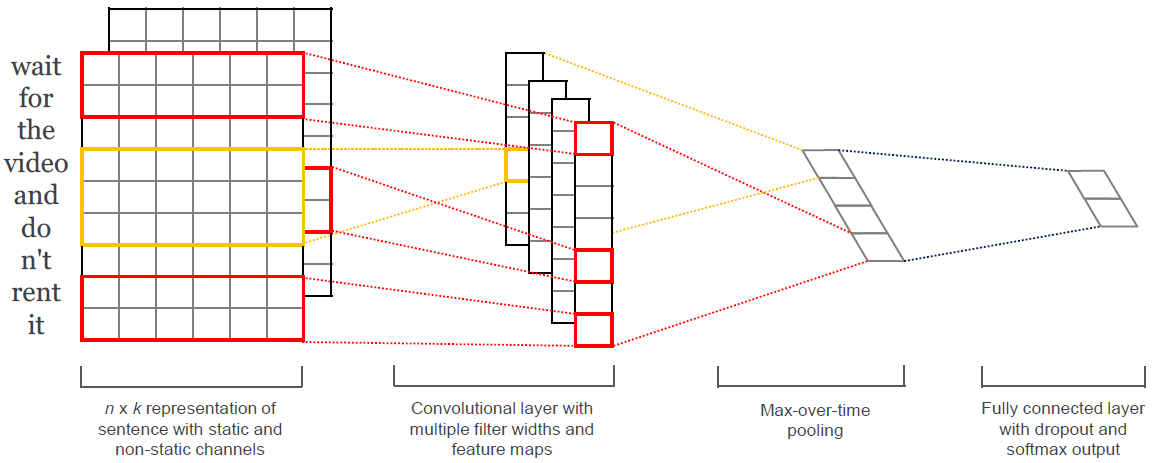 wait
for
the
video
and
do
n't
rent
it
n x k representation of
sentence with static and
non-static channels
Convolutional layer with
multiple filter widths and
feature maps
Max-over-time
pooling
Fully connected layer
with dropout and
softmax output